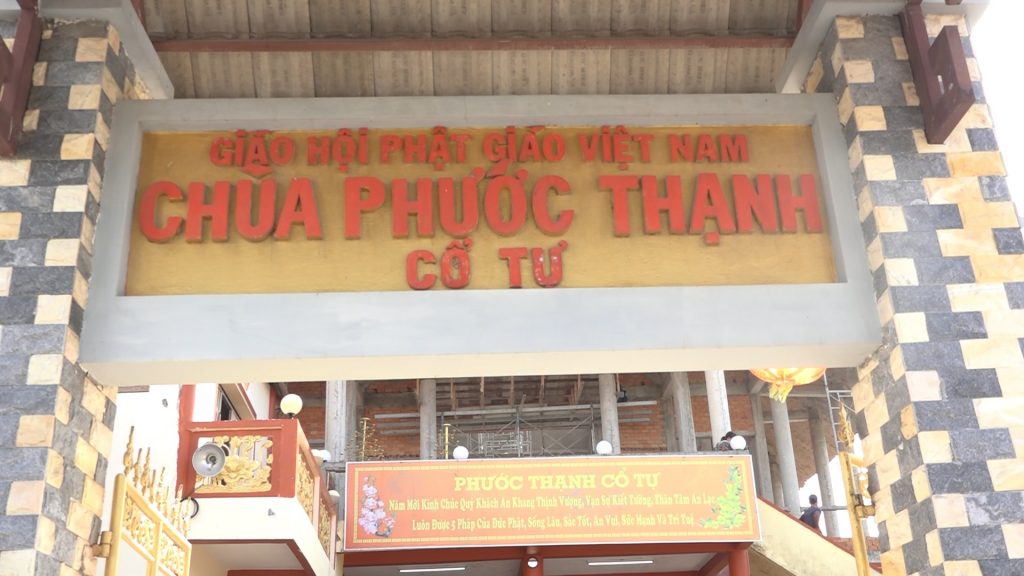 GIÁO HỘI PHẬT GIÁO VIỆT NAM
CHÙA PHƯỚC THẠNH
CỔ TỰ
PHƯỚC THẠNH CỔ TỰ
Năm Mới Kính Chúc Quý Khách An Khang Thịnh Vượng, Vạn Sự Kiết Tường, Thân Tâm An Lạc.
Luôn Được 5 Pháp Của Đức Phật, Sống Lâu, Sắc Tốt, An Vui, Sức Mạnh Và Trí Tuệ